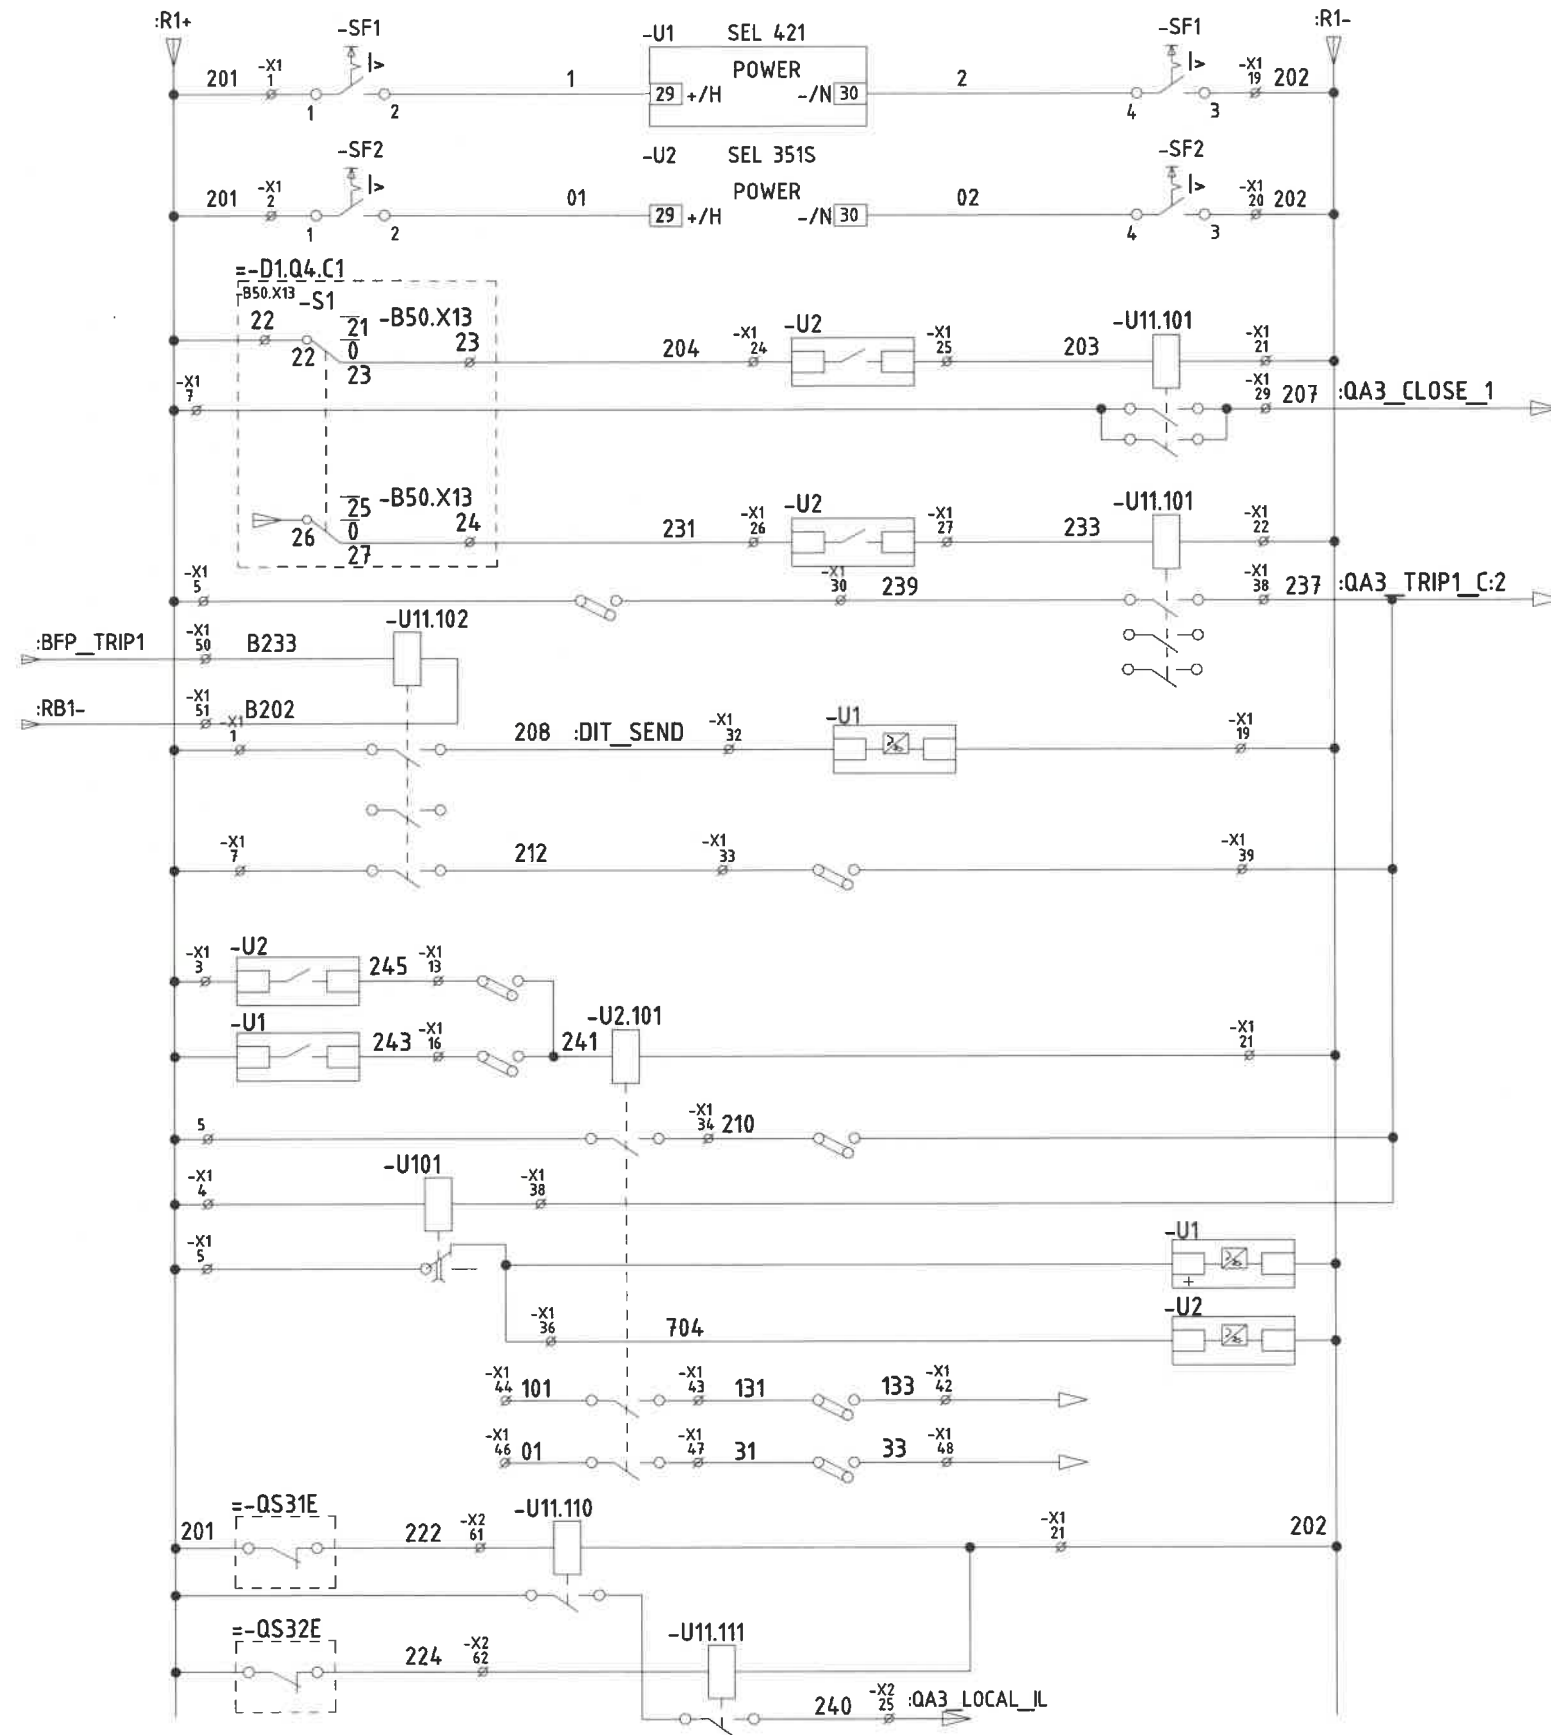 :R1+
:R1-
-SF1
-U1 SEL 421
-SF1
201 -X1 1
I>
1
POWER
29 +/H -/N 30
2
I>
-X1 19 202
1 2
4 3
-SF2
-U2 SEL 351S
-SF2
201 -X1 2
I>
01
POWER
29 +/H -/N 30
02
I>
-X1 20 202
1 2
4 3
=-D1.Q4.C1
-B50.X13 -S1
22
21 -B50.X13
22 0 23
23
204 -X1 24
-U2
-X1 25
203
-U11.101
-X1 21
-X1 7
-X1 29 207 :QA3_CLOSE_1
25 -B50.X13
26 0 24
27
231 -X1 26
-U2
-X1 27
233
-U11.101
-X1 22
-X1 5
-X1 30 239
-X1 38 237 :QA3_TRIP1_C:2
-U11.102
:BFP_TRIP1 -X1 50 B233
:RB1- -X1 51 B202
-X1 1
208 :DIT_SEND -X1 32
-U1
-X1 19
-X1 7
212
-X1 33
-X1 39
-X1 3
-U2
245 -X1 13
-U1
243 -X1 16
241
-U2.101
-X1 21
5
-X1 34 210
-U101
-X1 4
-X1 38
-X1 5
-U1
+
-U2
-X1 36
704
-X1 44 101
-X1 43 131
133 -X1 42
-X1 46 01
-X1 47 31
33 -X1 48
=-QS31E
-U11.110
201
222 -X2 61
-X1 21
202
=-QS32E
-U11.111
224 -X2 62
240 -X2 25 :QA3_LOCAL_IL